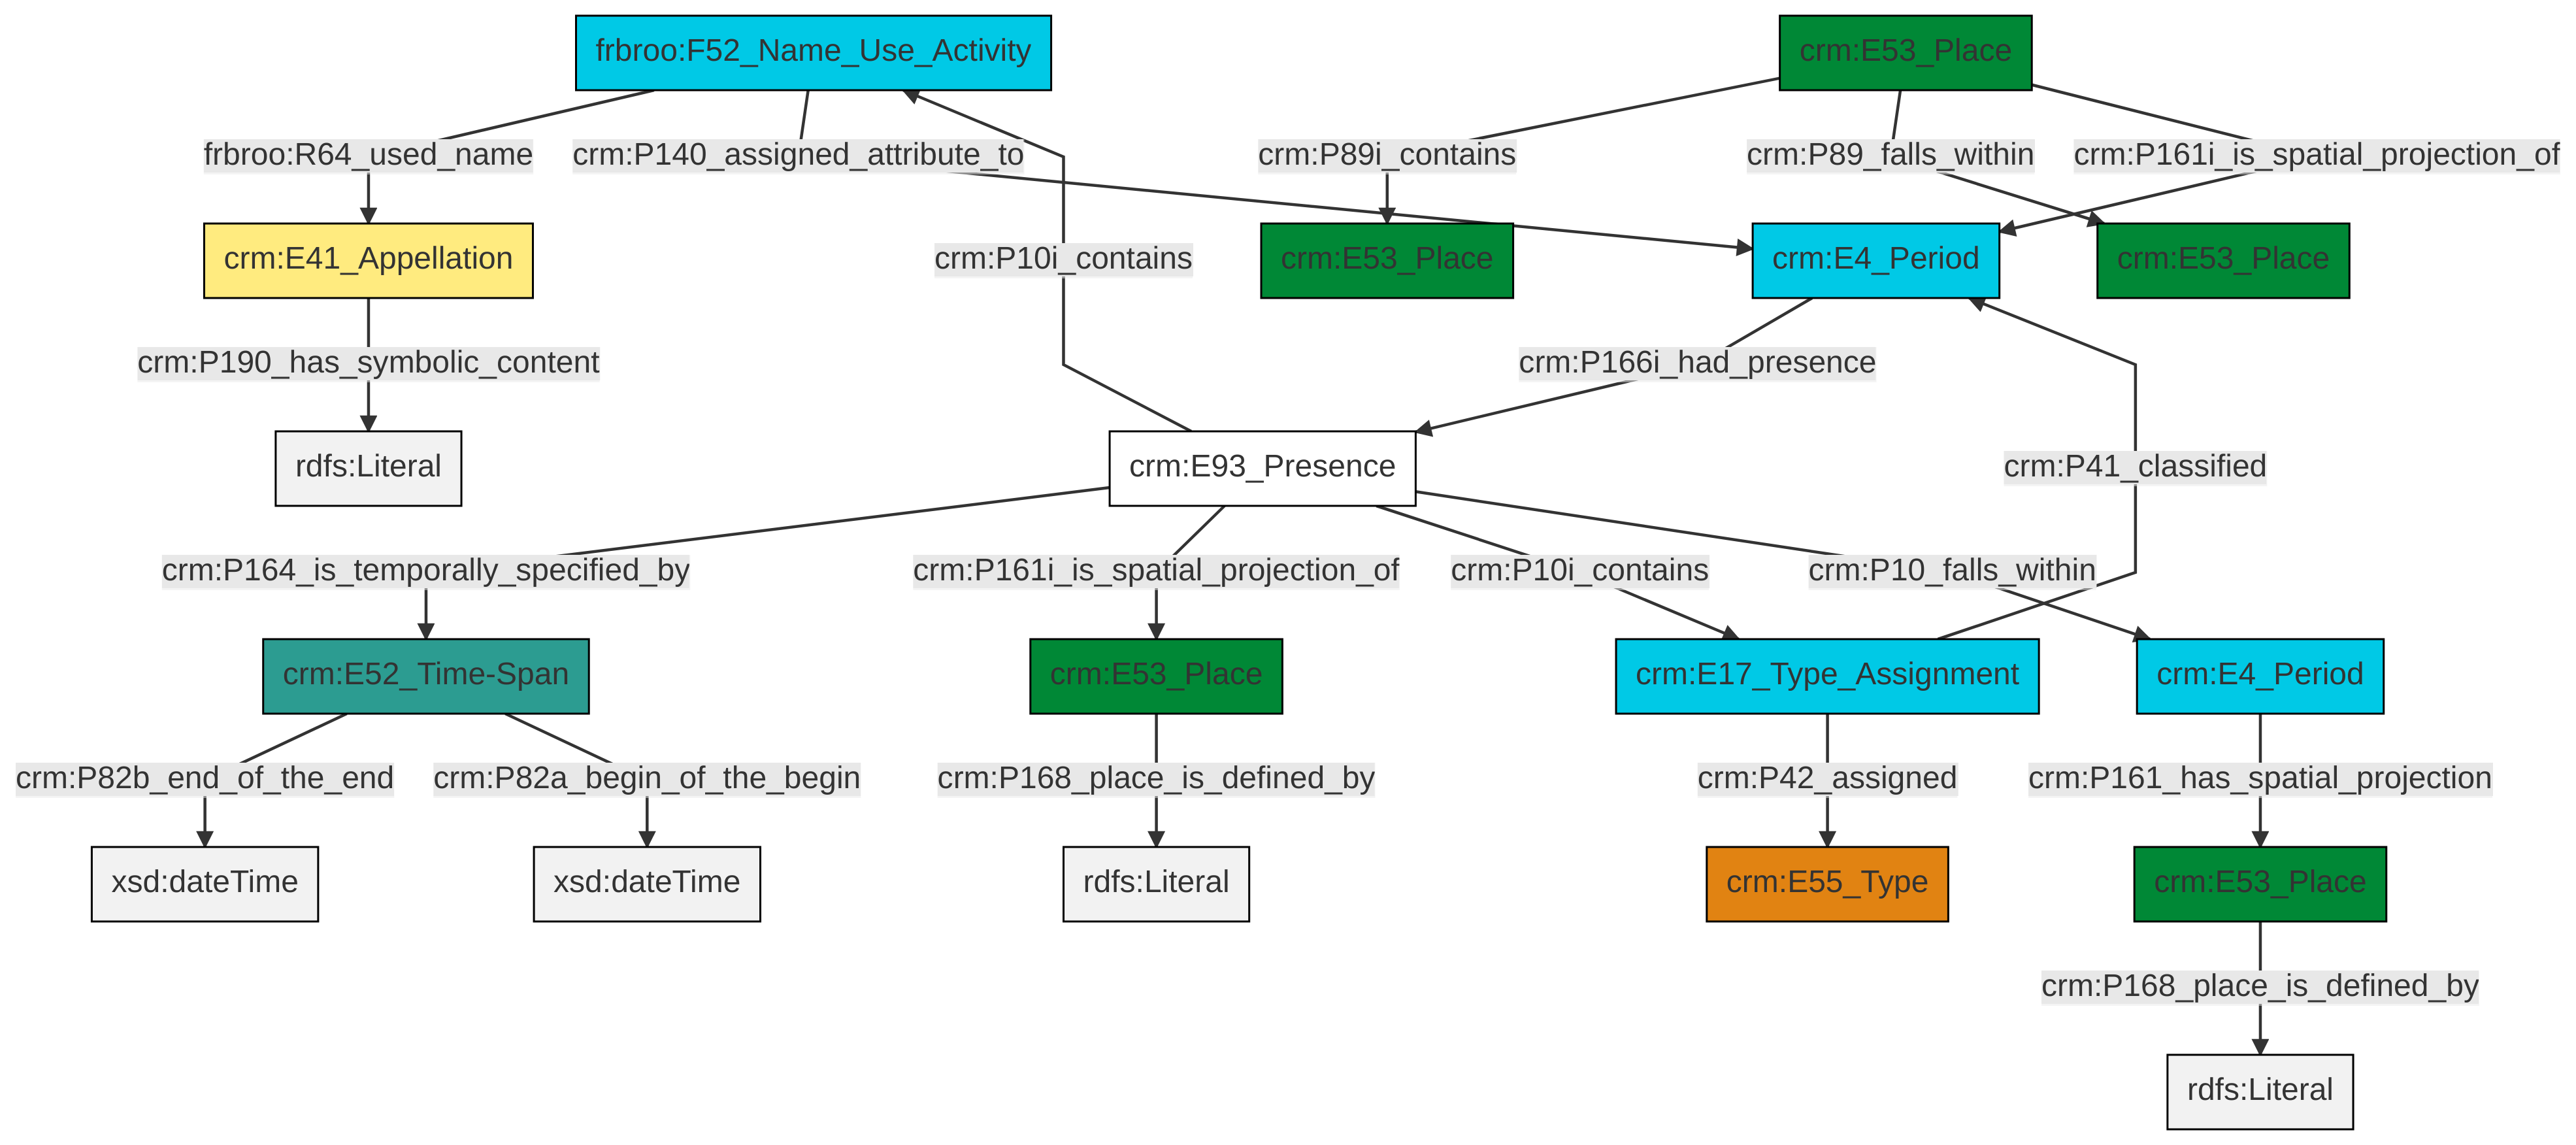 frbroo:F52_Name_Use_Activity
crm:E53_Place
frbroo:R64_used_name
crm:P140_assigned_attribute_to
crm:P89i_contains
crm:P89_falls_within
crm:P161i_is_spatial_projection_of
crm:E41_Appellation
crm:P10i_contains
crm:E53_Place
crm:E4_Period
crm:E53_Place
crm:P190_has_symbolic_content
crm:P166i_had_presence
rdfs:Literal
crm:E93_Presence
crm:P41_classified
crm:P164_is_temporally_specified_by
crm:P161i_is_spatial_projection_of
crm:P10i_contains
crm:P10_falls_within
crm:E52_Time-Span
crm:E53_Place
crm:E17_Type_Assignment
crm:E4_Period
crm:P82b_end_of_the_end
crm:P82a_begin_of_the_begin
crm:P168_place_is_defined_by
crm:P42_assigned
crm:P161_has_spatial_projection
xsd:dateTime
xsd:dateTime
rdfs:Literal
crm:E55_Type
crm:E53_Place
crm:P168_place_is_defined_by
rdfs:Literal